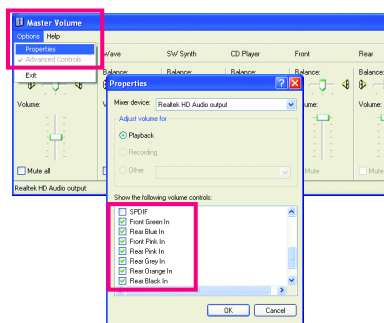 Master Volume
Options Help
Properties
Advanced Controls
Exit
Wave SW Synth CD Player Front Rear
Balance: Balance: Balance: Balance: Balance:
Volume: Volume:
Mute all Mute Mute
Realtek HD Audio output
Properties
Mixer device: Realtek HD Audio output
Adjust volume for
Playback
Recording
Other
Show the following volume controls:
SPDIF
Front Green In
Rear Blue In
Front Pink In
Rear Pink In
Rear Grey In
Rear Orange In
Rear Black In
OK Cancel